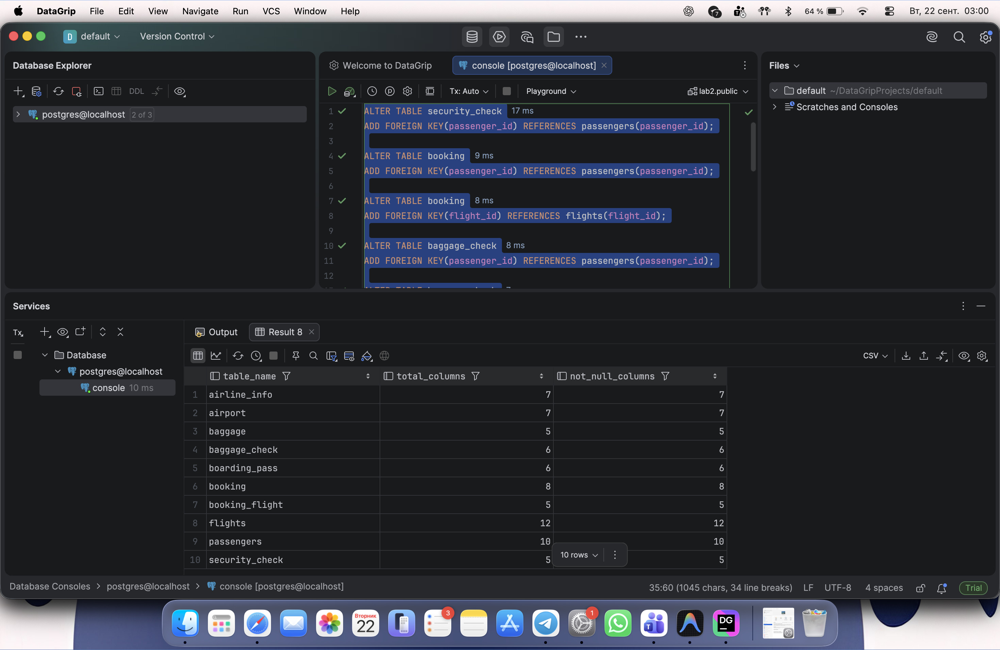 DataGrip File Edit View Navigate Run VCS Window Help 7 64 % Вт, 22 сент. 03:00
D default Version Control
Database Explorer
DDL
postgres@localhost 2 of 3
Welcome to DataGrip console [postgres@localhost]
Tx: Auto Playground lab2.public
1 ALTER TABLE security_check 17 ms
2 ADD FOREIGN KEY(passenger_id) REFERENCES passengers(passenger_id);
3
4 ALTER TABLE booking 9 ms
5 ADD FOREIGN KEY(passenger_id) REFERENCES passengers(passenger_id);
6
7 ALTER TABLE booking 8 ms
8 ADD FOREIGN KEY(flight_id) REFERENCES flights(flight_id);
9
10 ALTER TABLE baggage_check 8 ms
11 ADD FOREIGN KEY(passenger_id) REFERENCES passengers(passenger_id);
12
Files
default ~/DataGripProjects/default
Scratches and Consoles
Services
Tx
Database
postgres@localhost
console 10 ms
Output Result 8
CSV
table_name total_columns not_null_columns
1 airline_info 7 7
2 airport 7 7
3 baggage 5 5
4 baggage_check 6 6
5 boarding_pass 6 6
6 booking 8 8
7 booking_flight 5 5
8 flights 12 12
9 passengers 10 10
10 security_check 5 5
10 rows
Database Consoles > postgres@localhost > console [postgres@localhost] 35:60 (1045 chars, 34 line breaks) LF UTF-8 4 spaces Trial
Вторник
22
3
1
T
DG